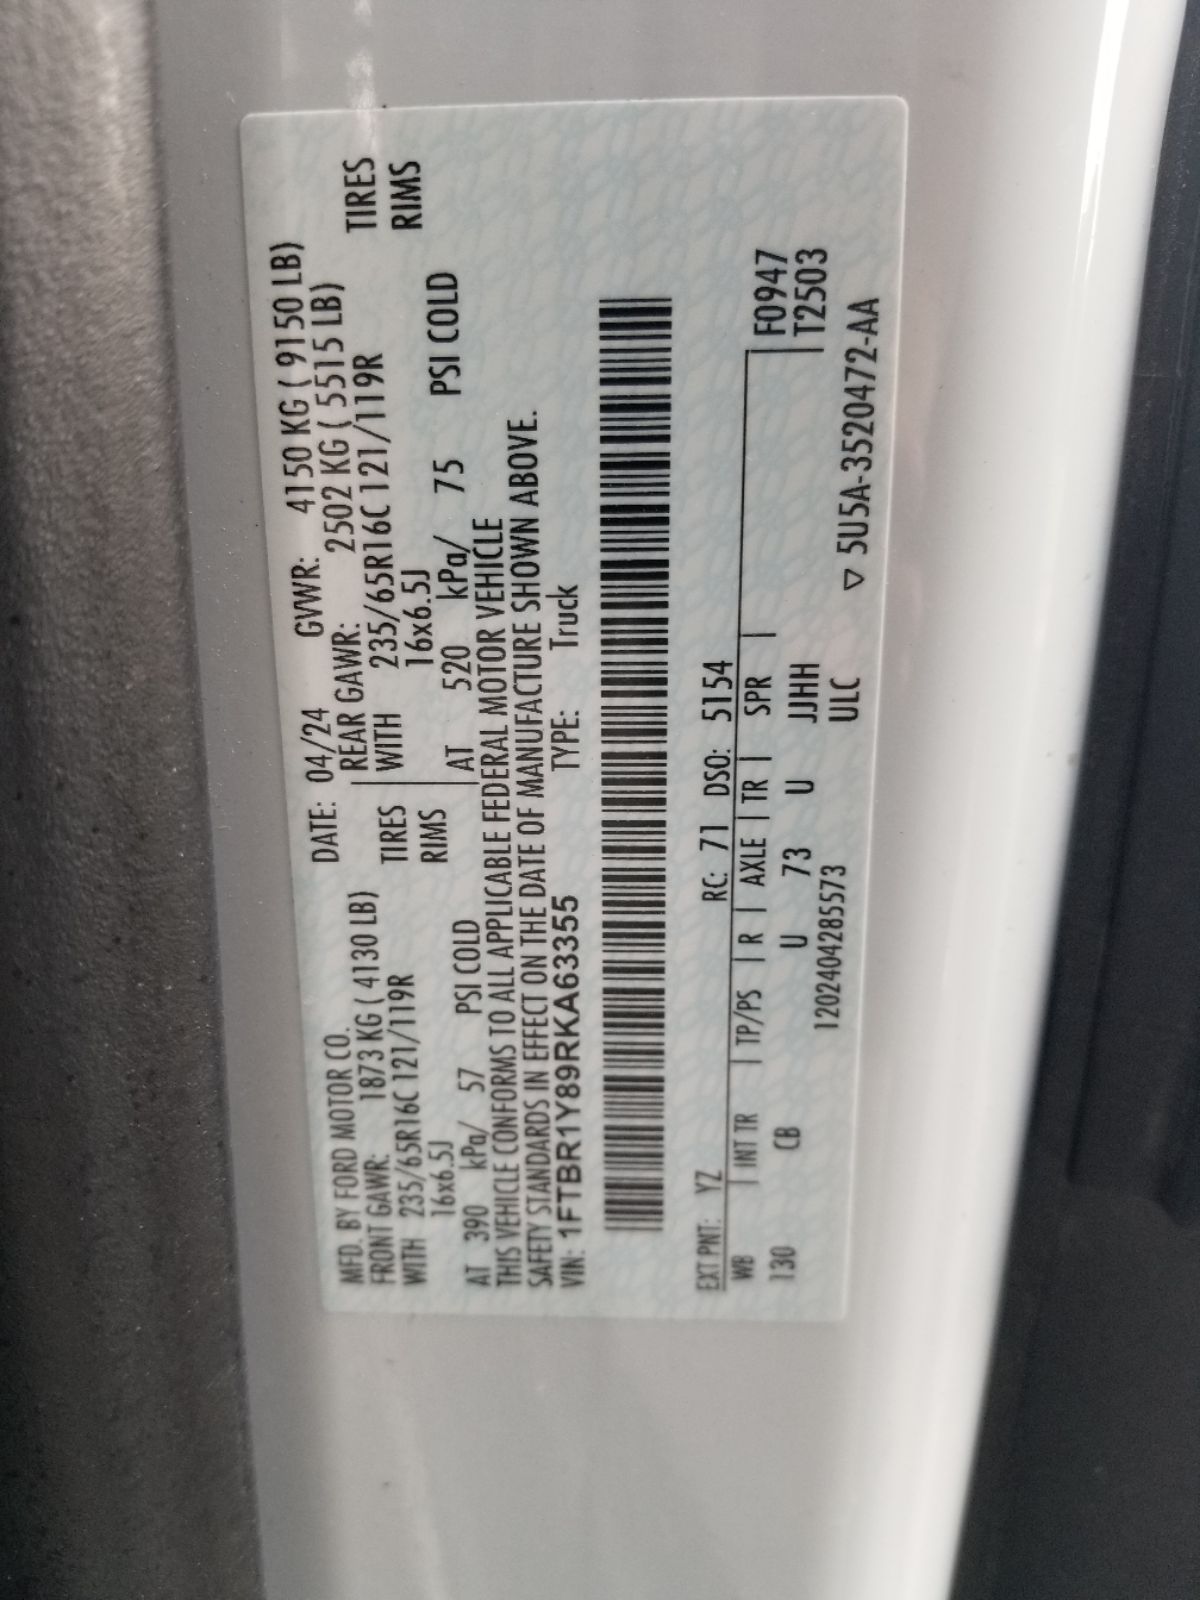 MFD. BY FORD MOTOR CO. DATE: 04/24 GVWR: 4150 KG ( 9150 LB)
FRONT GAWR: 1873 KG ( 4130 LB) REAR GAWR: 2502 KG ( 5515 LB)
WITH 235/65R16C 121/119R TIRES WITH 235/65R16C 121/119R TIRES
16x6.5J RIMS 16x6.5J RIMS
AT 390 kPa/ 57 PSI COLD AT 520 kPa/ 75 PSI COLD
THIS VEHICLE CONFORMS TO ALL APPLICABLE FEDERAL MOTOR VEHICLE
SAFETY STANDARDS IN EFFECT ON THE DATE OF MANUFACTURE SHOWN ABOVE.
VIN: 1FTBR1Y89RKA63355 TYPE: Truck
EXT PNT: YZ RC: 71 DSO: 5154
WB | INT TR | TP/PS | R | AXLE | TR | SPR | F0947
130 CB U 73 U JJHH T2503
120240428557​3 ULC
▽ 5U5A-3520472-AA